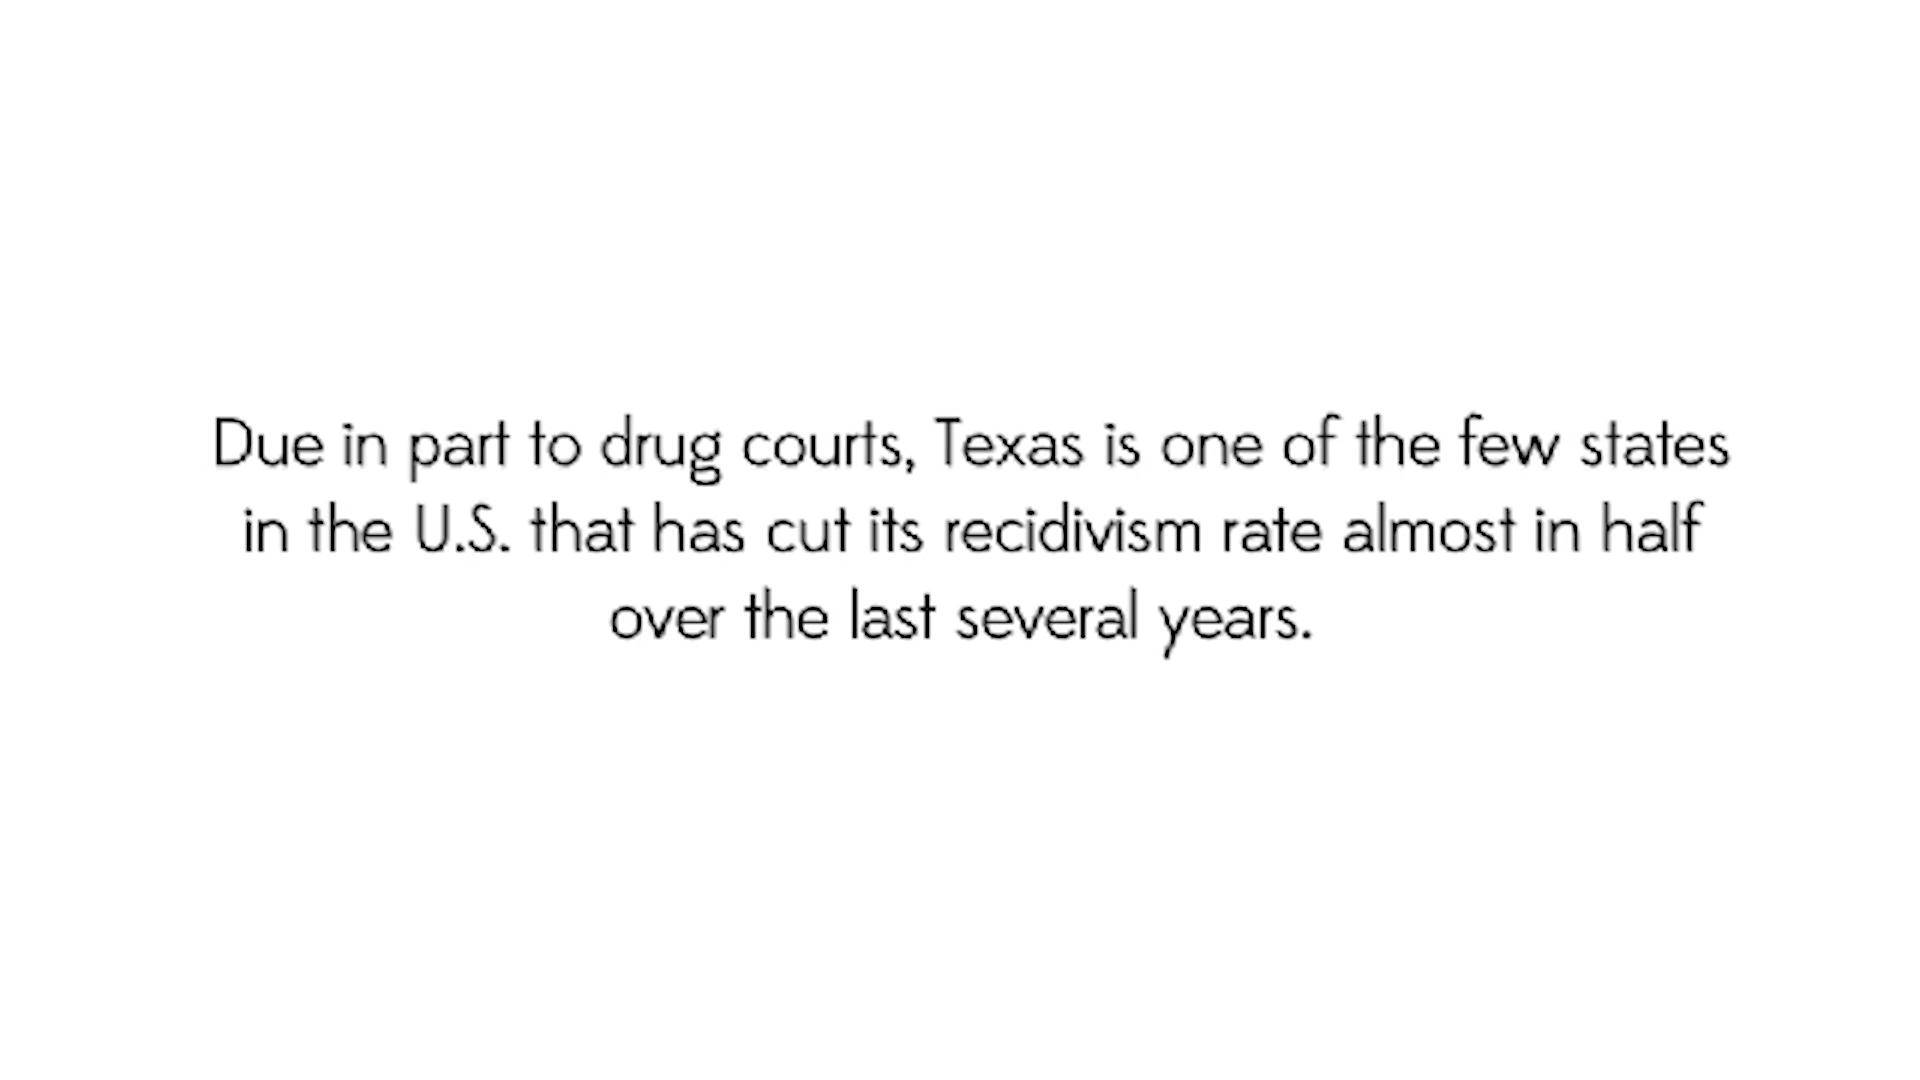 Due in part to drug courts, Texas is one of the few states
in the U.S. that has cut its recidivism rate almost in half
over the last several years.